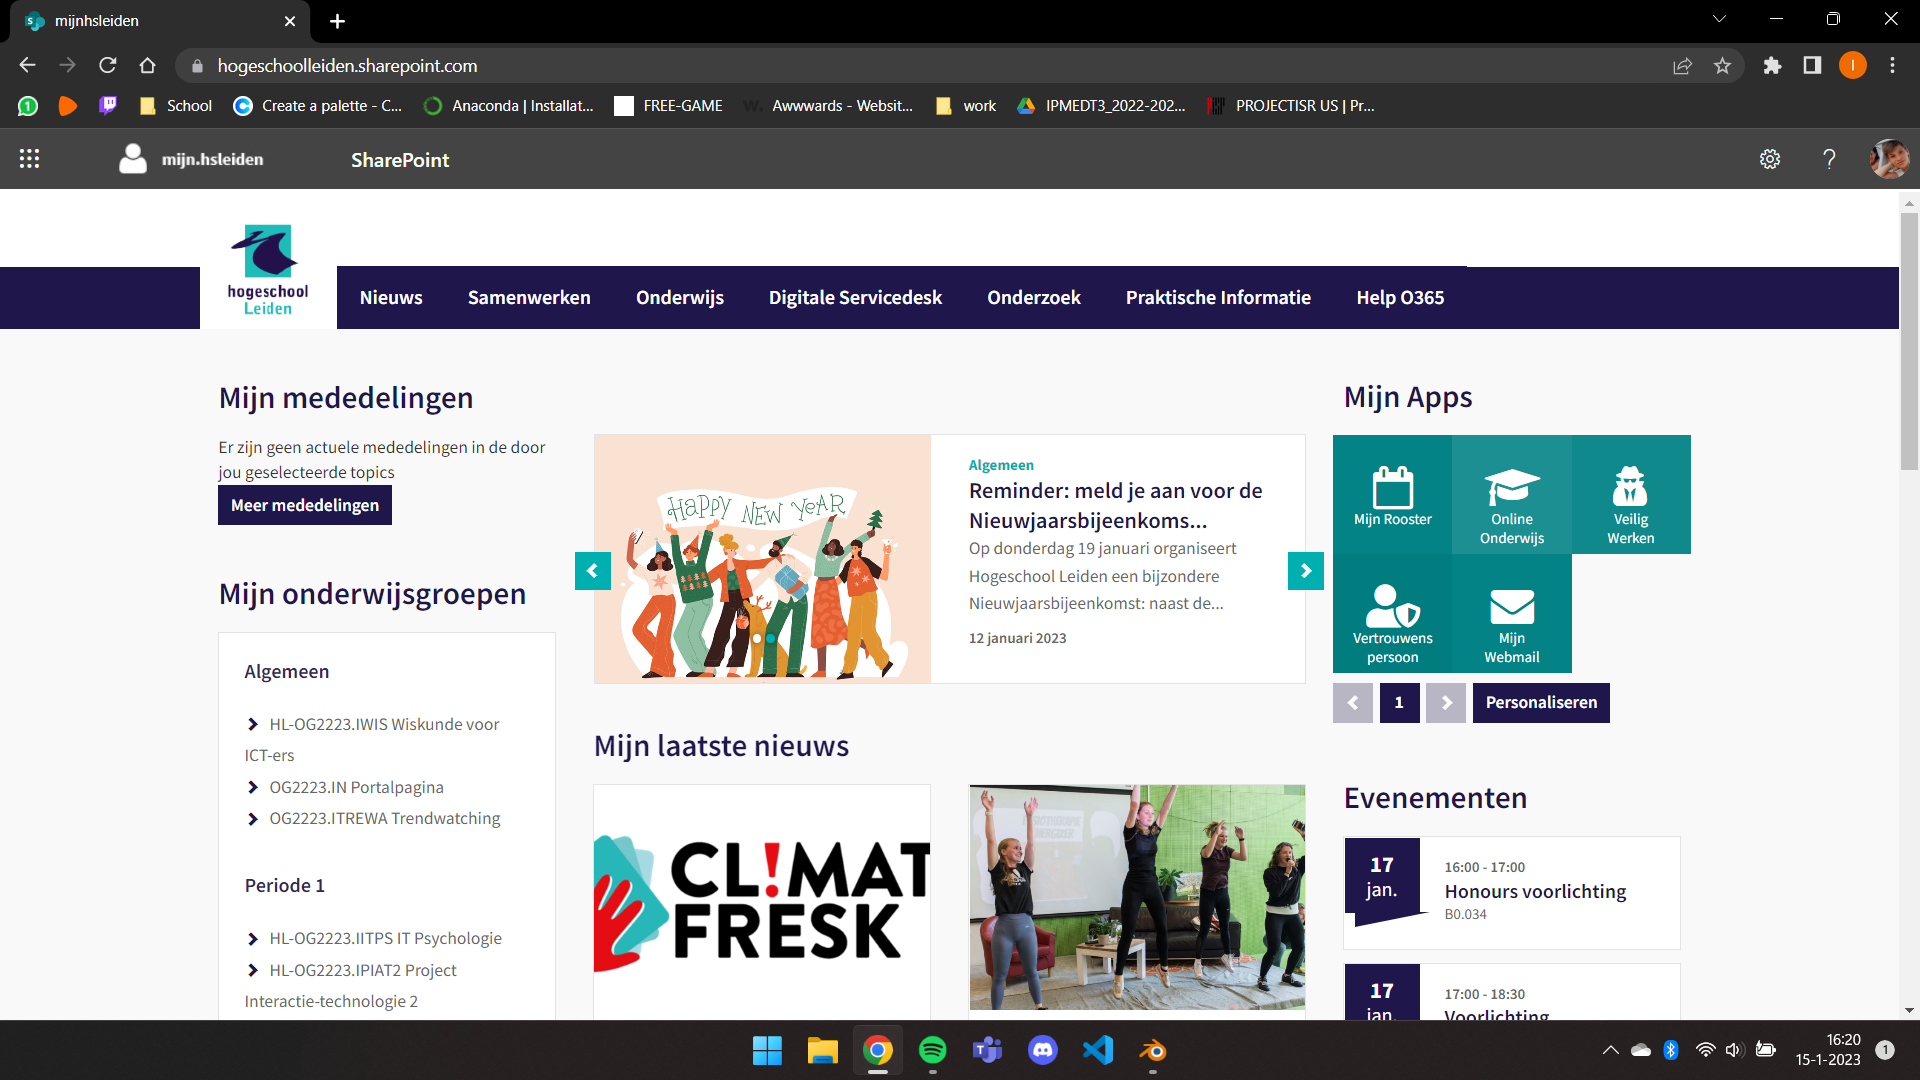 mijnhsleiden
hogeschoolleiden.sharepoint.com
School
Create a palette - C...
Anaconda | Installat...
FREE-GAME
Awwwards - Websit...
work
IPMEDT3_2022-202...
PROJECTISR US | Pr...
mijn.hsleiden
SharePoint
hogeschool
Leiden
Nieuws
Samenwerken
Onderwijs
Digitale Servicedesk
Onderzoek
Praktische Informatie
Help O365
Mijn mededelingen
Er zijn geen actuele mededelingen in de door
jou geselecteerde topics
Meer mededelingen
Mijn onderwijsgroepen
Algemeen
HL-OG2223.IWIS Wiskunde voor
ICT-ers
OG2223.IN Portalpagina
OG2223.ITREWA Trendwatching
Periode 1
HL-OG2223.IITPS IT Psychologie
HL-OG2223.IPIAT2 Project
Interactie-technologie 2
HAPPY NEW YEAR
Algemeen
Reminder: meld je aan voor de
Nieuwjaarsbijeenkoms...
Op donderdag 19 januari organiseert
Hogeschool Leiden een bijzondere
Nieuwjaarsbijeenkomst: naast de...
12 januari 2023
Mijn laatste nieuws
CL!MAT
FRESK
Mijn Apps
Mijn Rooster
Online
Onderwijs
Veilig
Werken
Vertrouwens
persoon
Mijn
Webmail
1
Personaliseren
Evenementen
17
jan.
16:00 - 17:00
Honours voorlichting
B0.034
17
jan.
17:00 - 18:30
Voorlichting
16:20
15-1-2023
1